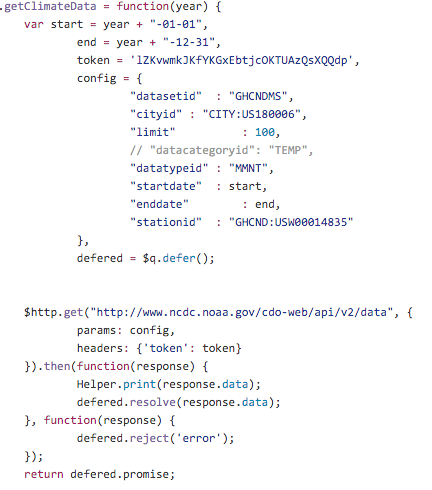 .getClimateData = function(year) {
var start = year + "-01-01",
end = year + "-12-31",
token = 'lZKvwmkJKfYKGxEbtjcOKTUAzQsXQQdp',
config = {
"datasetid" : "GHCNDMS",
"cityid" : "CITY:US180006",
"limit" : 100,
// "datacategoryid": "TEMP",
"datatypeid" : "MMNT",
"startdate" : start,
"enddate" : end,
"stationid" : "GHCND:USW00014835"
},
defered = $q.defer();
$http.get("http://www.ncdc.noaa.gov/cdo-web/api/v2/data", {
params: config,
headers: {'token': token}
}).then(function(response) {
Helper.print(response.data);
defered.resolve(response.data);
}, function(response) {
defered.reject('error');
});
return defered.promise;